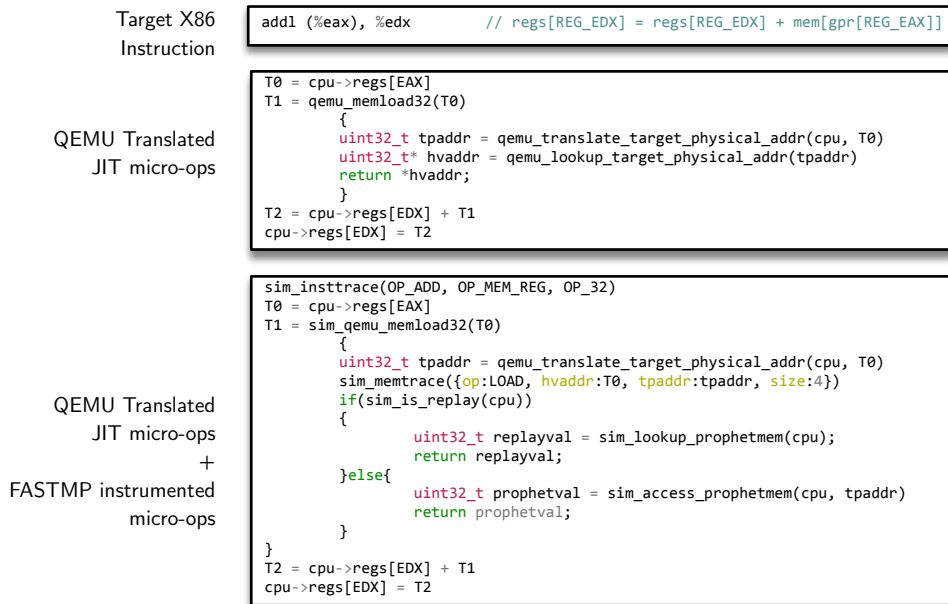 Target X86
Instruction
addl (%eax), %edx // regs[REG_EDX] = regs[REG_EDX] + mem[gpr[REG_EAX]]
QEMU Translated
JIT micro-ops
T0 = cpu->regs[EAX]
T1 = qemu_memload32(T0)
{
uint32_t tpaddr = qemu_translate_target_physical_addr(cpu, T0)
uint32_t* hvaddr = qemu_lookup_target_physical_addr(tpaddr)
return *hvaddr;
}
T2 = cpu->regs[EDX] + T1
cpu->regs[EDX] = T2
QEMU Translated
JIT micro-ops
+
FASTMP instrumented
micro-ops
sim_insttrace(OP_ADD, OP_MEM_REG, OP_32)
T0 = cpu->regs[EAX]
T1 = sim_qemu_memload32(T0)
{
uint32_t tpaddr = qemu_translate_target_physical_addr(cpu, T0)
sim_memtrace({op:LOAD, hvaddr:T0, tpaddr:tpaddr, size:4})
if(sim_is_replay(cpu))
{
uint32_t replayval = sim_lookup_prophetmem(cpu);
return replayval;
}else{
uint32_t prophetval = sim_access_prophetmem(cpu, tpaddr)
return prophetval;
}
}
T2 = cpu->regs[EDX] + T1
cpu->regs[EDX] = T2